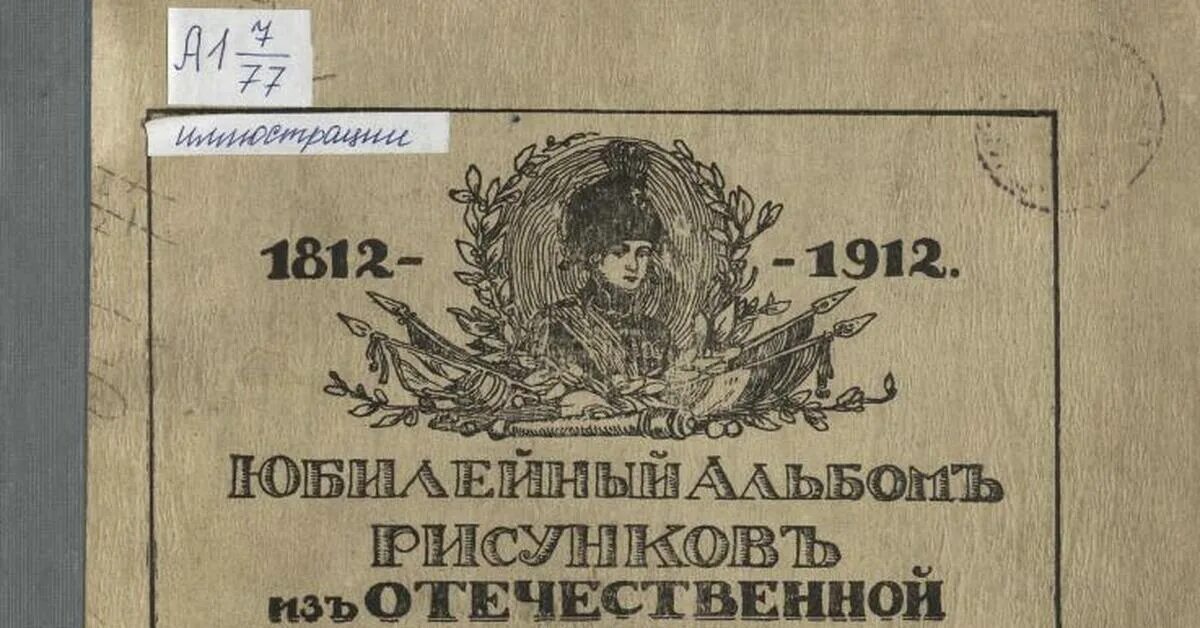 А1 7/77
иллюстрации
1812 - - 1912.
ЮБИЛЕЙНЫЙ АЛЬБОМЪ
РИСУНКОВЪ
изъ ОТЕЧЕСТВЕННОЙ